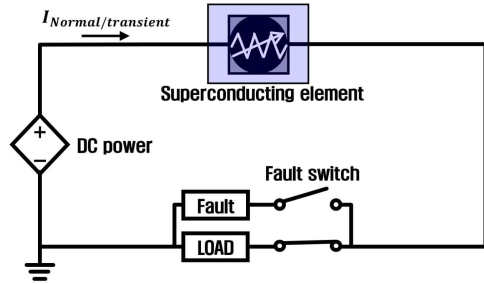 I_Normal/transient
Superconducting element
+
−
DC power
Fault switch
Fault
LOAD